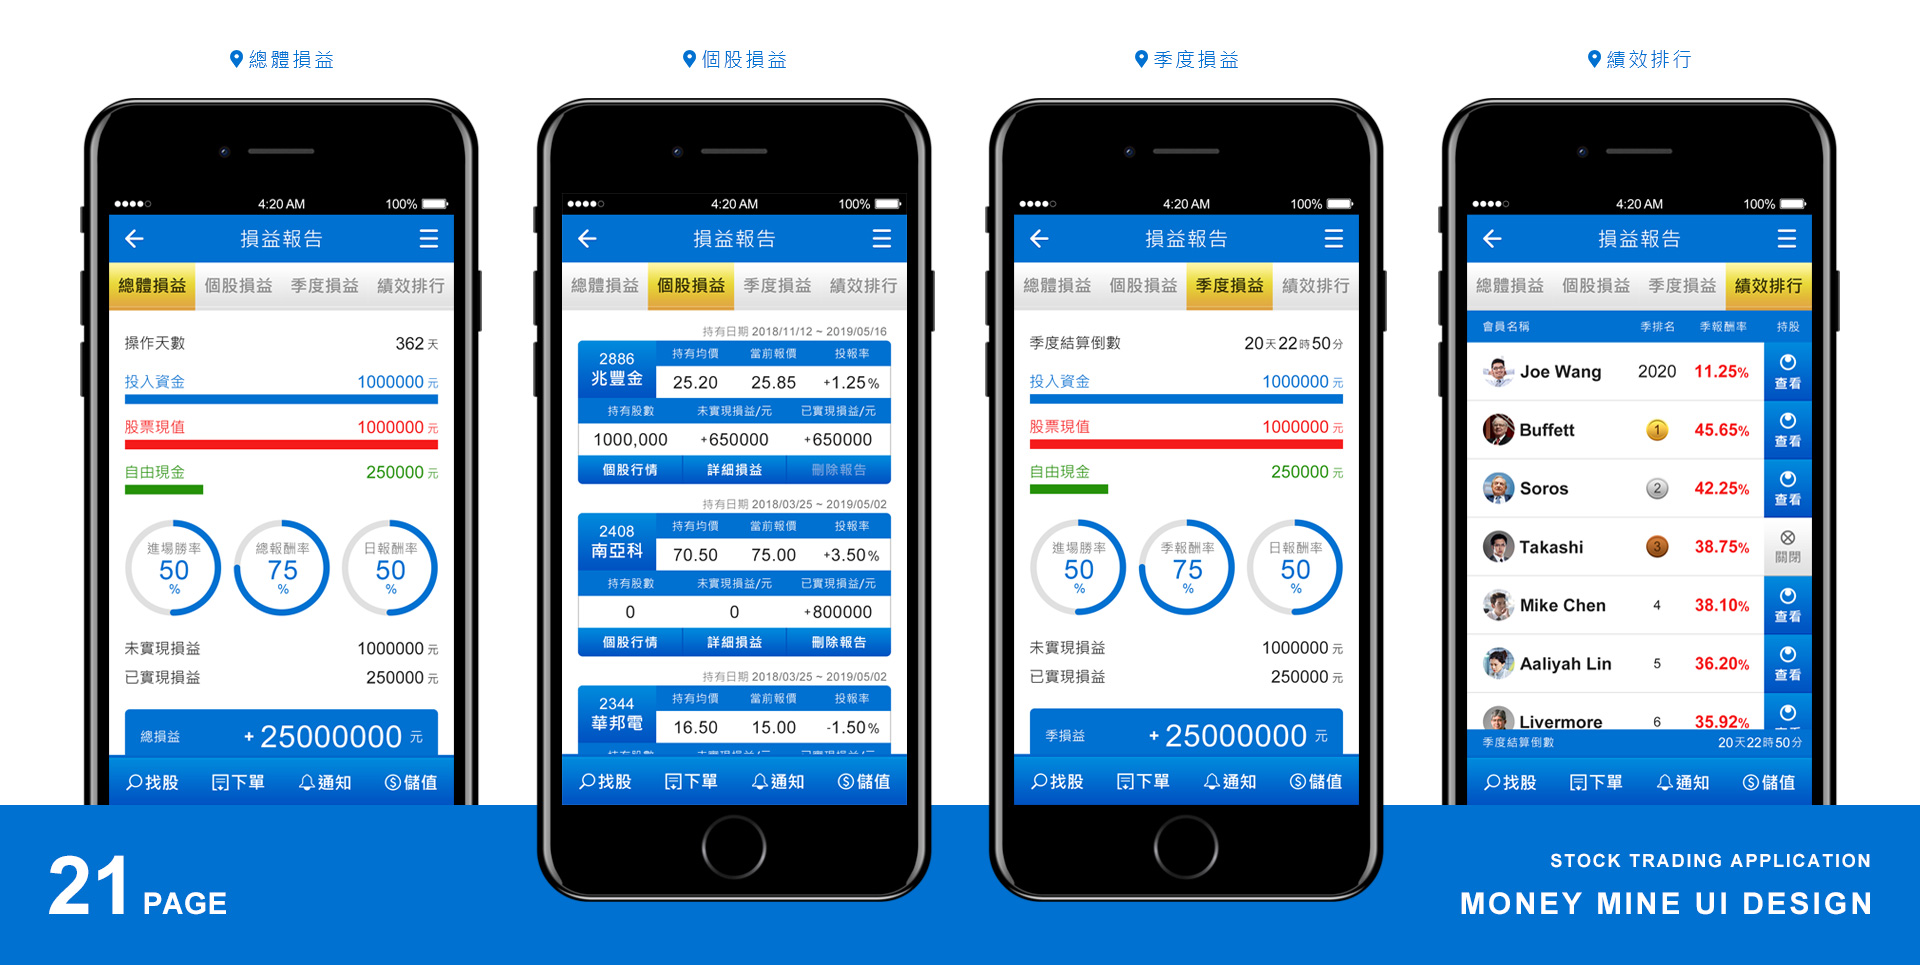 總體損益
4:20 AM 100%
損益報告
總體損益 個股損益 季度損益 績效排行
操作天數 362 天
投入資金 1000000 元
股票現值 1000000 元
自由現金 250000 元
進場勝率 總報酬率 日報酬率
50 75 50
% % %
未實現損益 1000000 元
已實現損益 250000 元
總損益 + 25000000 元
找股 下單 通知 儲值
個股損益
4:20 AM 100%
損益報告
總體損益 個股損益 季度損益 績效排行
持有日期 2018/11/12 ~ 2019/05/16
2886 持有均價 當前報價 投報率
兆豐金 25.20 25.85 +1.25%
持有股數 未實現損益/元 已實現損益/元
1000,000 +650000 +650000
個股行情 詳細損益 刪除報告
持有日期 2018/03/25 ~ 2019/05/02
2408 持有均價 當前報價 投報率
南亞科 70.50 75.00 +3.50%
持有股數 未實現損益/元 已實現損益/元
0 0 +800000
個股行情 詳細損益 刪除報告
持有日期 2018/03/25 ~ 2019/05/02
2344 持有均價 當前報價 投報率
華邦電 16.50 15.00 -1.50%
找股 下單 通知 儲值
季度損益
4:20 AM 100%
損益報告
總體損益 個股損益 季度損益 績效排行
季度結算倒數 20天22時50分
投入資金 1000000 元
股票現值 1000000 元
自由現金 250000 元
進場勝率 季報酬率 日報酬率
50 75 50
% % %
未實現損益 1000000 元
已實現損益 250000 元
季損益 + 25000000 元
找股 下單 通知 儲值
績效排行
4:20 AM 100%
損益報告
總體損益 個股損益 季度損益 績效排行
會員名稱 季排名 季報酬率 持股
Joe Wang 2020 11.25% 查看
Buffett 1 45.65% 查看
Soros 2 42.25% 查看
Takashi 3 38.75% 關閉
Mike Chen 4 38.10% 查看
Aaliyah Lin 5 36.20% 查看
Livermore 6 35.92%
季度結算倒數 20天22時50分
找股 下單 通知 儲值
21 PAGE
STOCK TRADING APPLICATION
MONEY MINE UI DESIGN